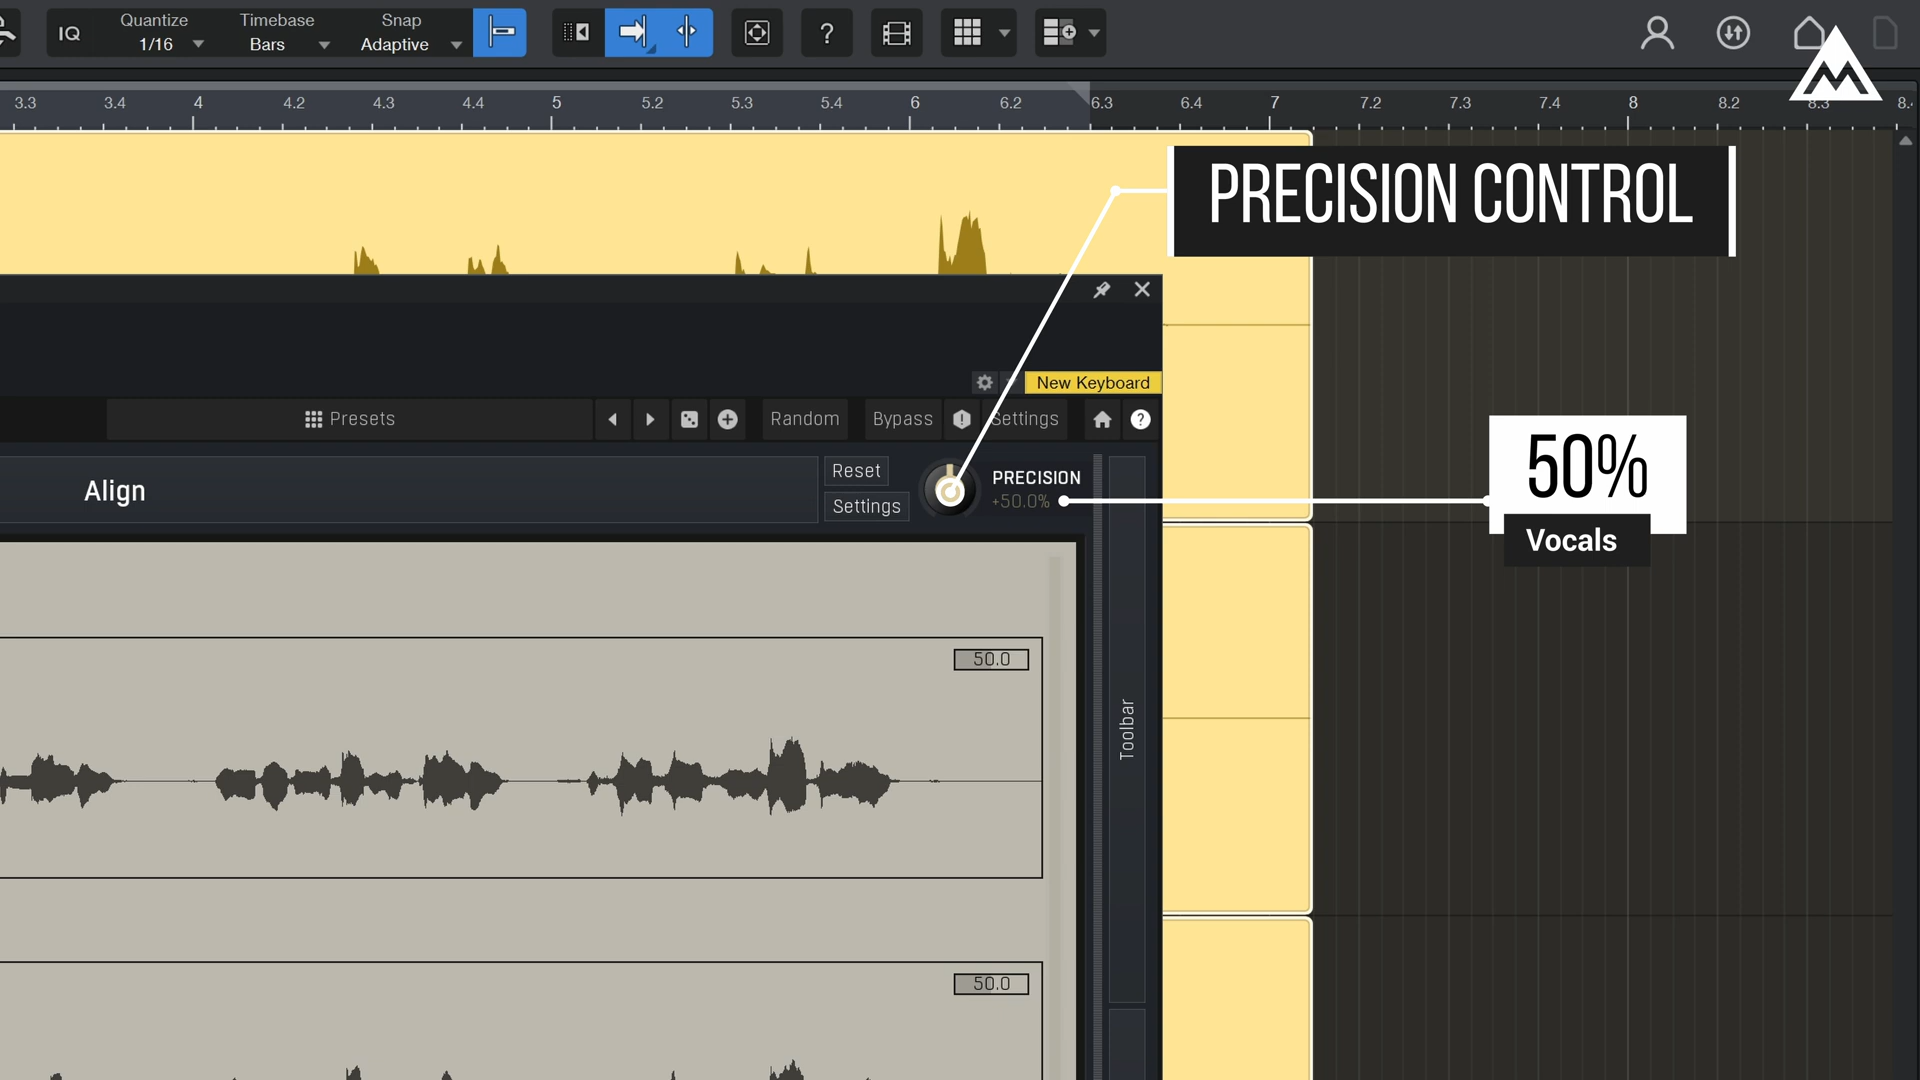 IQ
Quantize
1/16
Timebase
Bars
Snap
Adaptive
?
3.3 3.4 4 4.2 4.3 4.4 5 5.2 5.3 5.4 6 6.2 6.3 6.4 7 7.2 7.3 7.4 8 8.2 8.3
PRECISION CONTROL
New Keyboard
Presets
Random
Bypass
Settings
?
Align
Reset
Settings
PRECISION
+50.0%
50%
Vocals
50.0
Toolbar
50.0